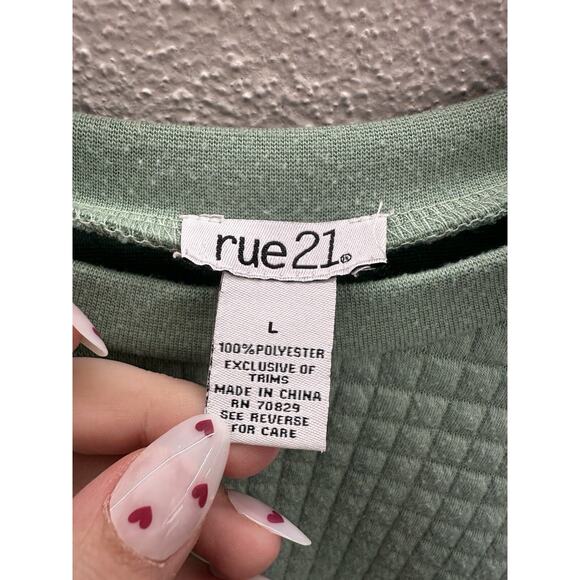 rue21®
L
100%POLYESTER
EXCLUSIVE OF
TRIMS
MADE IN CHINA
RN 70829
SEE REVERSE
FOR CARE